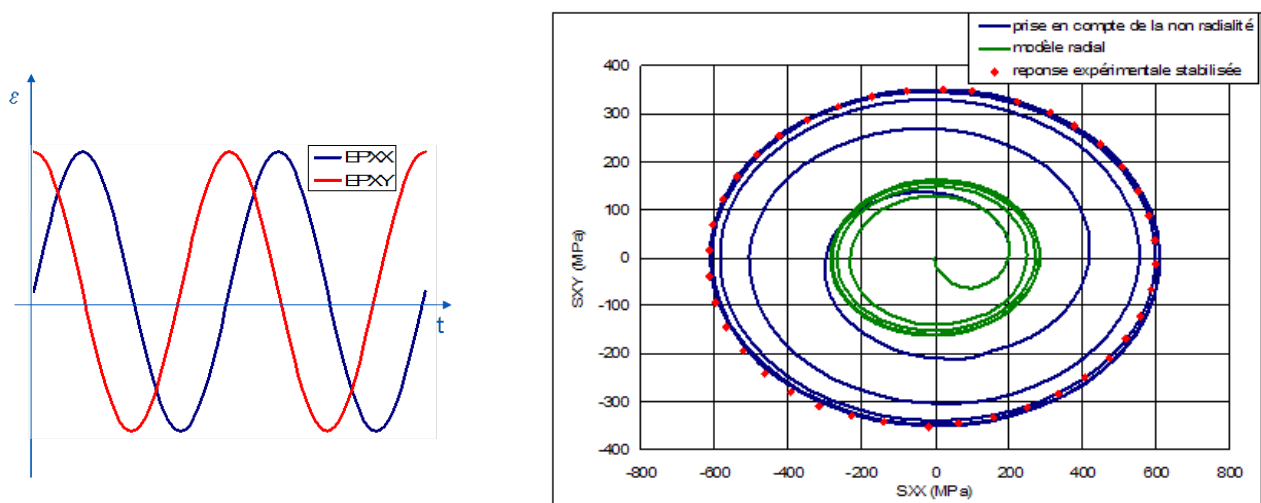 ε
EPXX
EPXY
t
prise en compte de la non radialité
modèle radial
reponse expérimentale stabilisée
400
300
200
100
0
-100
-200
-300
-400
SXY (MPa)
-800 -600 -400 -200 0 200 400 600 800
SXX (MPa)